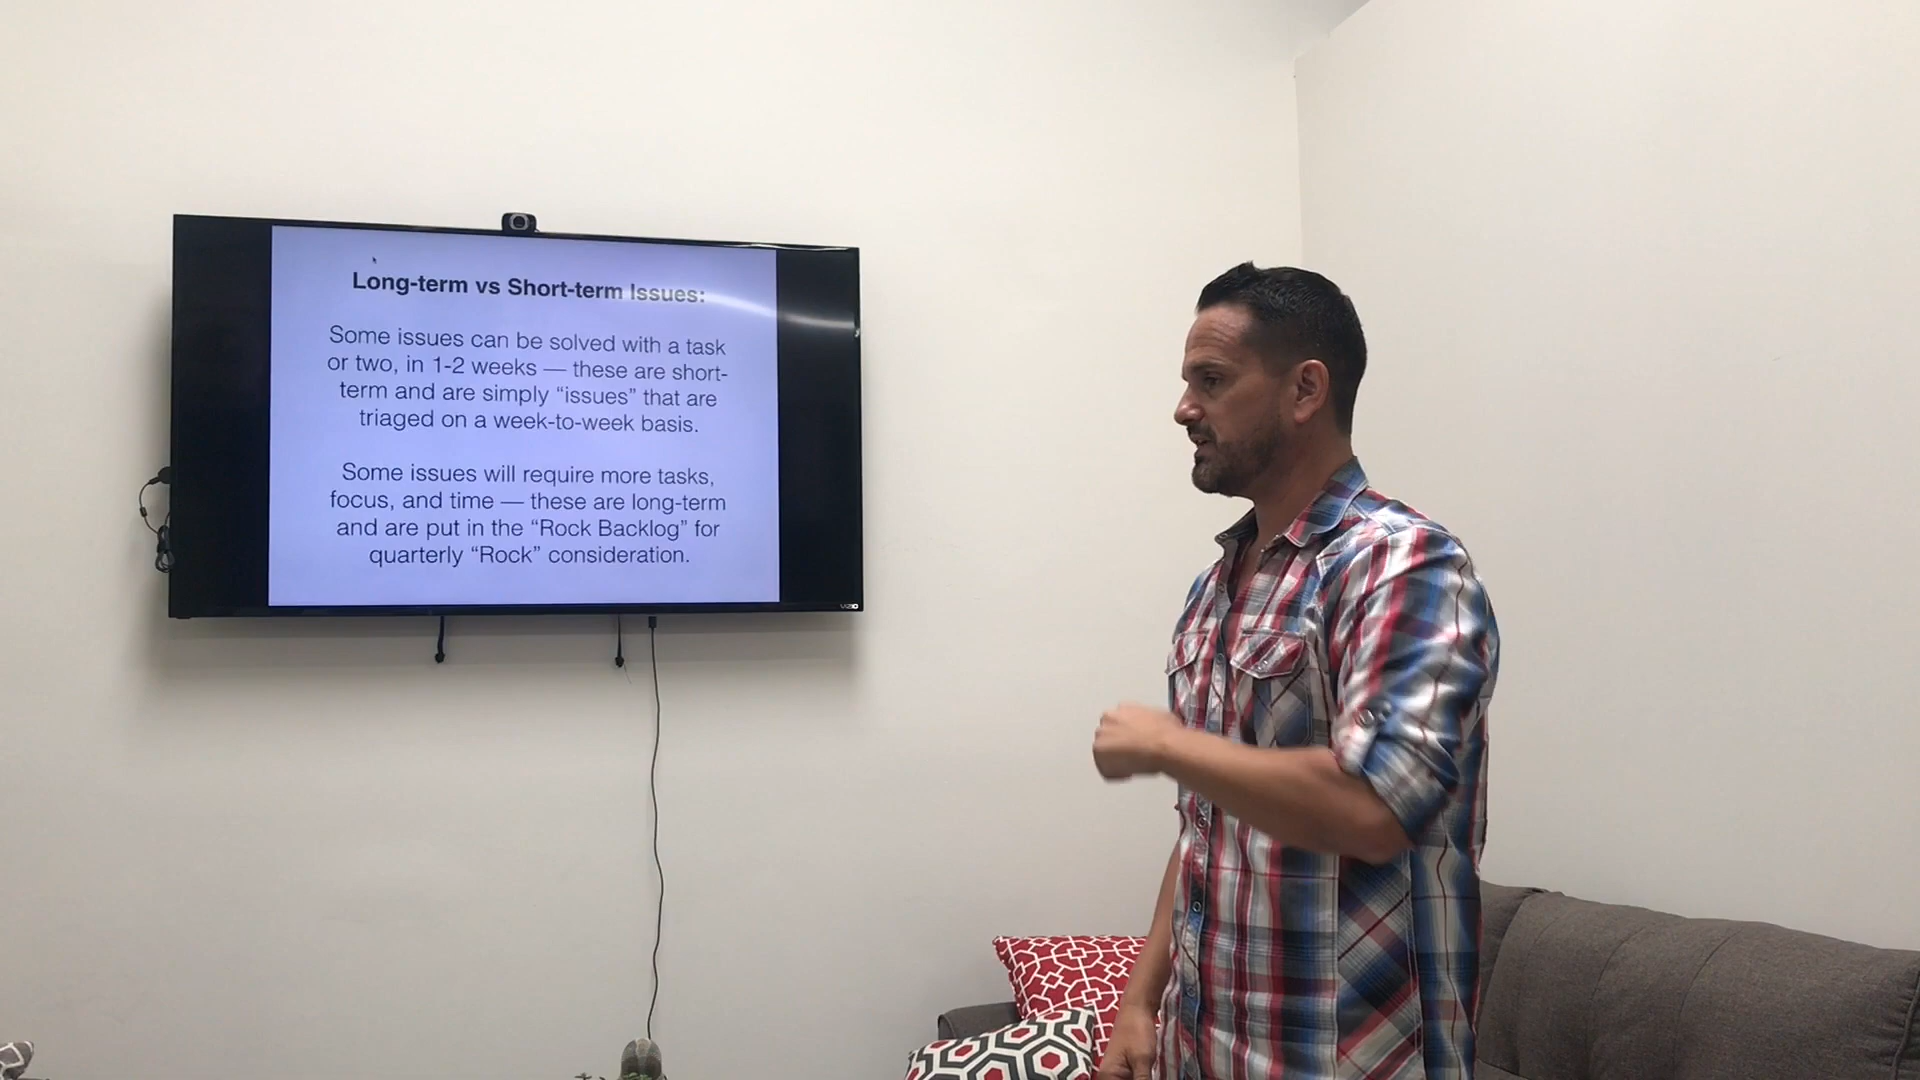 Long-term vs Short-term Issues:
Some issues can be solved with a task
or two, in 1-2 weeks — these are short-
term and are simply “issues” that are
triaged on a week-to-week basis.
Some issues will require more tasks,
focus, and time — these are long-term
and are put in the “Rock Backlog” for
quarterly “Rock” consideration.
VIZIO